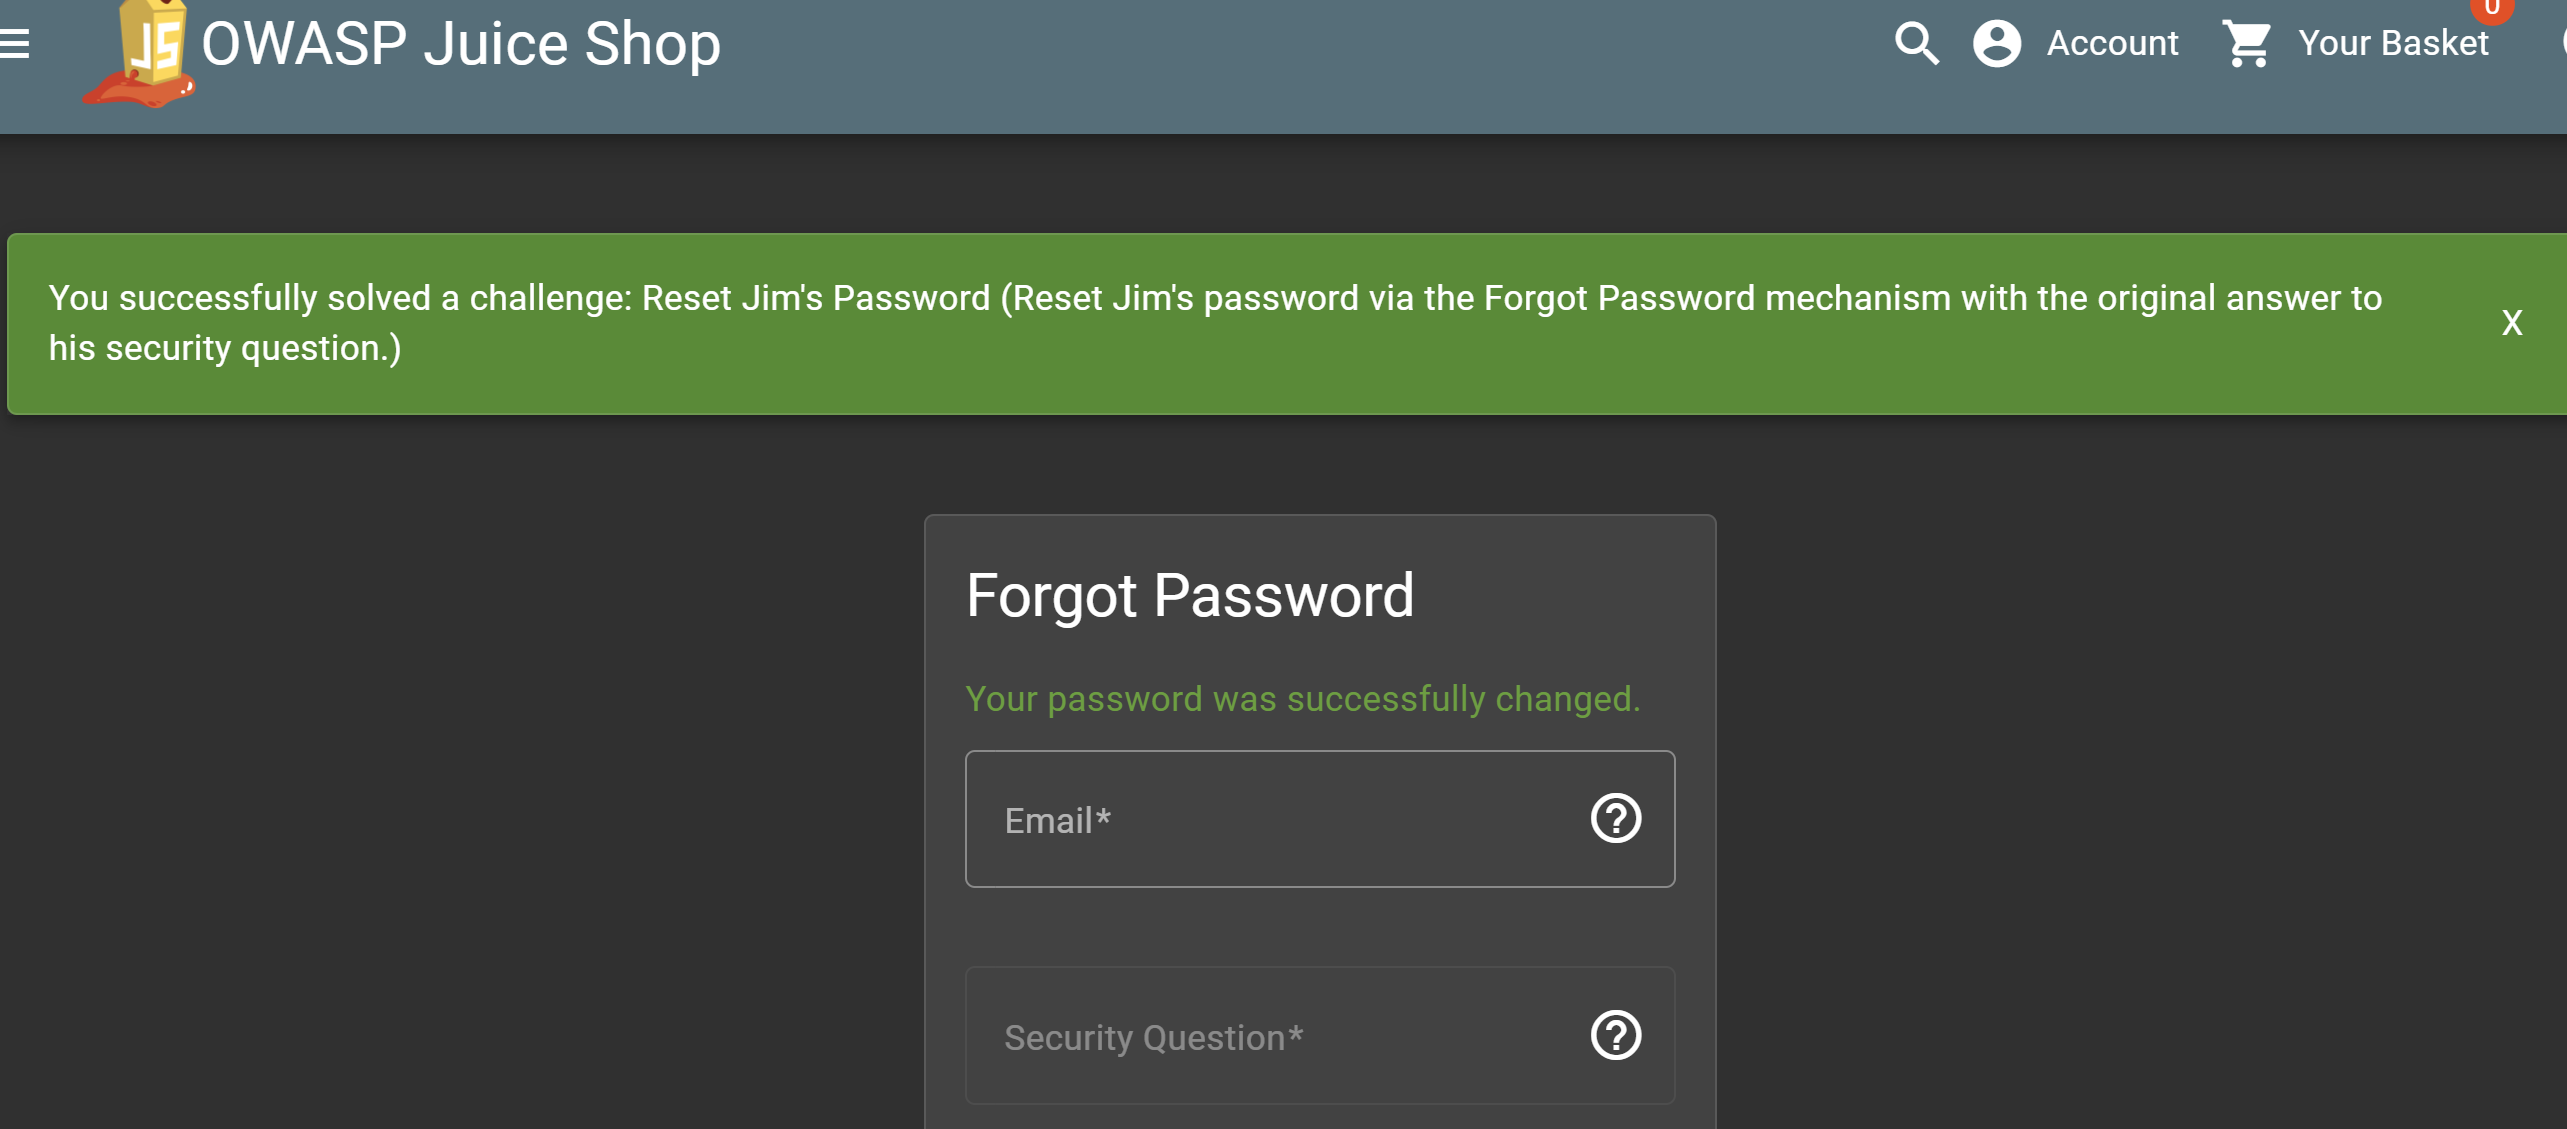 JS
OWASP Juice Shop
Account
Your Basket
0
You successfully solved a challenge: Reset Jim's Password (Reset Jim's password via the Forgot Password mechanism with the original answer to
his security question.)
X
Forgot Password
Your password was successfully changed.
Email*
?
Security Question*
?